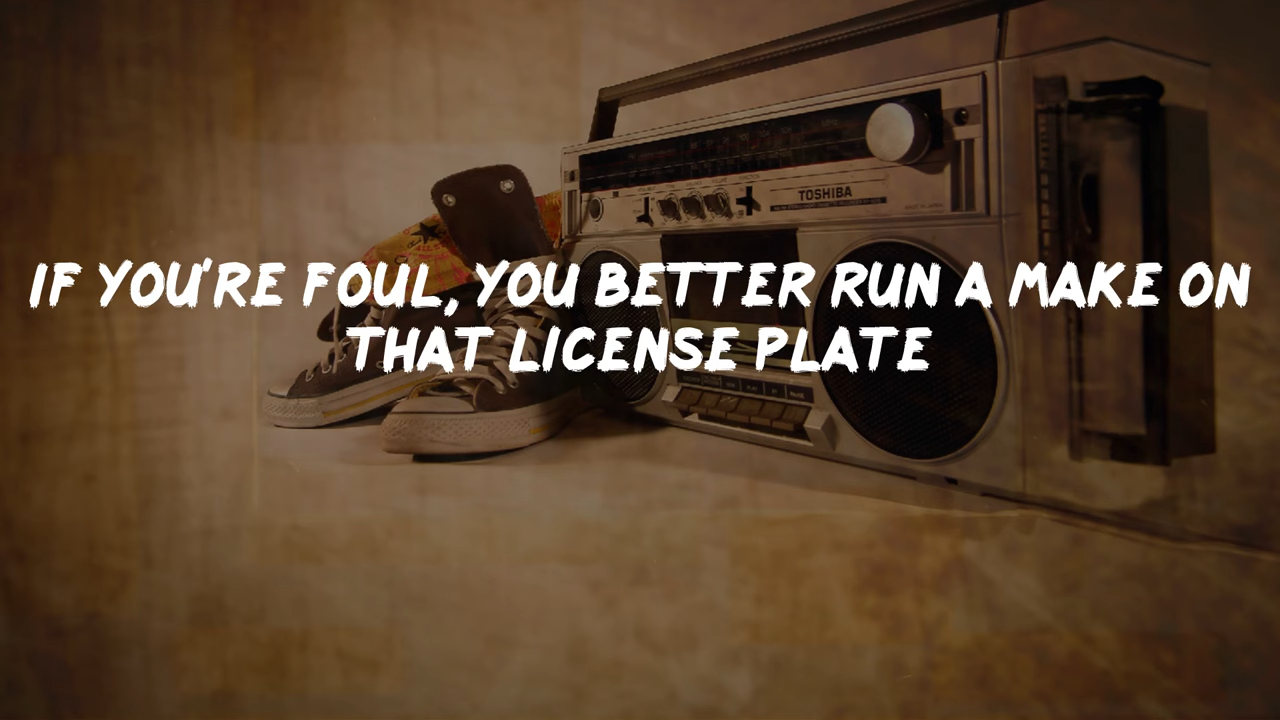 TOSHIBA
IF YOU'RE FOUL, YOU BETTER RUN A MAKE ON
THAT LICENSE PLATE